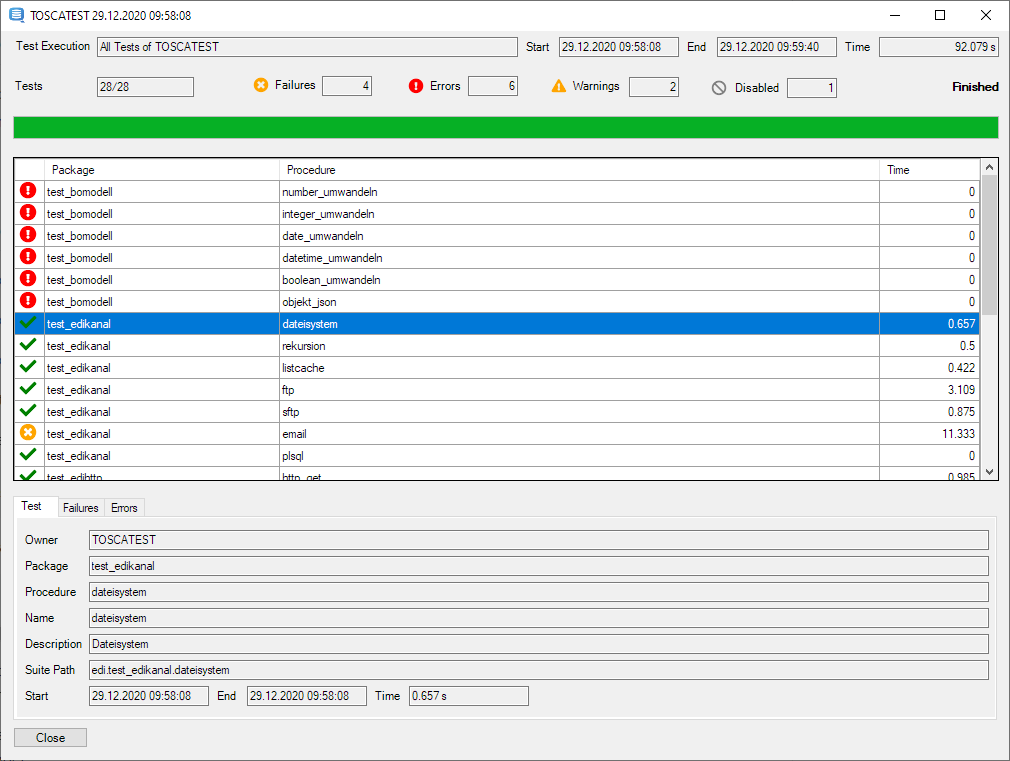 TOSCATEST 29.12.2020 09:58:08
Test Execution All Tests of TOSCATEST Start 29.12.2020 09:58:08 End 29.12.2020 09:59:40 Time 92.079 s
Tests 28/28 Failures 4 Errors 6 Warnings 2 Disabled 1 Finished
Package Procedure Time
test_bomodell number_umwandeln 0
test_bomodell integer_umwandeln 0
test_bomodell date_umwandeln 0
test_bomodell datetime_umwandeln 0
test_bomodell boolean_umwandeln 0
test_bomodell objekt_json 0
test_edikanal dateisystem 0.657
test_edikanal rekursion 0.5
test_edikanal listcache 0.422
test_edikanal ftp 3.109
test_edikanal sftp 0.875
test_edikanal email 11.333
test_edikanal plsql 0
test_edihttp http_get 0.985
Test Failures Errors
Owner TOSCATEST
Package test_edikanal
Procedure dateisystem
Name dateisystem
Description Dateisystem
Suite Path edi.test_edikanal.dateisystem
Start 29.12.2020 09:58:08 End 29.12.2020 09:58:08 Time 0.657 s
Close